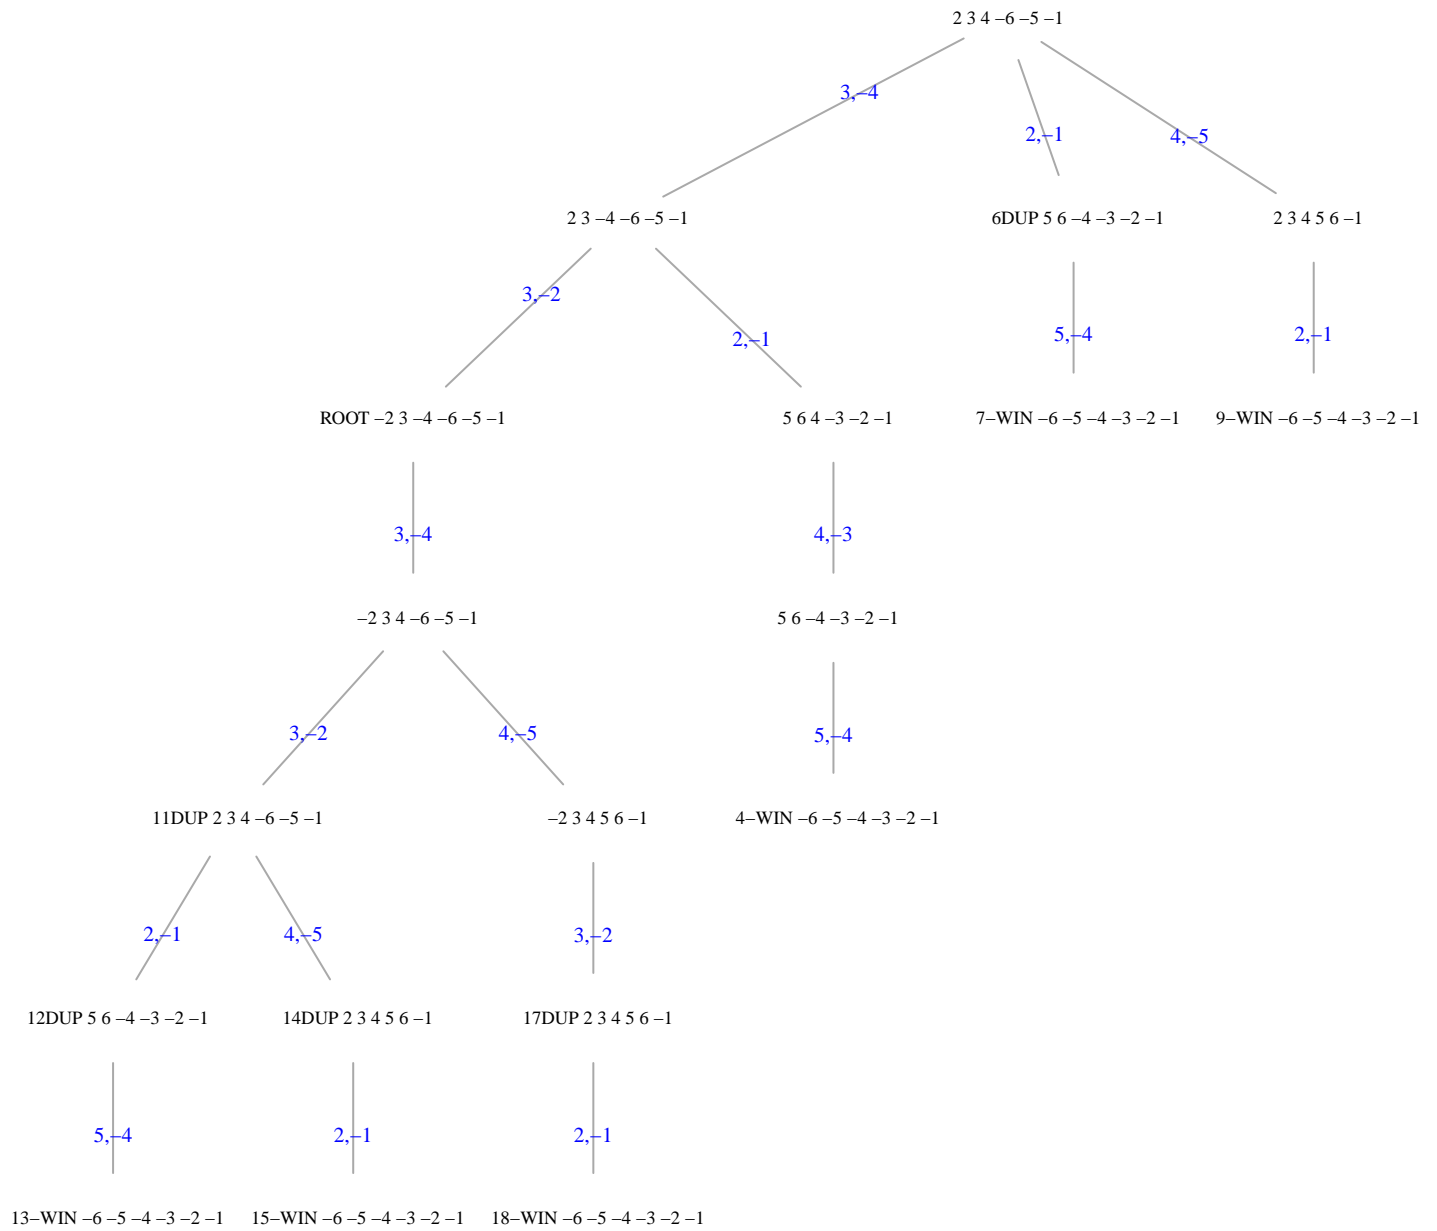 2 3 4 –6 –5 –1
3,–4
2,–1
4,–5
2 3 –4 –6 –5 –1
6DUP 5 6 –4 –3 –2 –1
2 3 4 5 6 –1
3,–2
2,–1
5,–4
2,–1
ROOT –2 3 –4 –6 –5 –1
5 6 4 –3 –2 –1
7–WIN –6 –5 –4 –3 –2 –1
9–WIN –6 –5 –4 –3 –2 –1
3,–4
4,–3
–2 3 4 –6 –5 –1
5 6 –4 –3 –2 –1
3,–2
4,–5
5,–4
11DUP 2 3 4 –6 –5 –1
–2 3 4 5 6 –1
4–WIN –6 –5 –4 –3 –2 –1
2,–1
4,–5
3,–2
12DUP 5 6 –4 –3 –2 –1
14DUP 2 3 4 5 6 –1
17DUP 2 3 4 5 6 –1
5,–4
2,–1
2,–1
13–WIN –6 –5 –4 –3 –2 –1
15–WIN –6 –5 –4 –3 –2 –1
18–WIN –6 –5 –4 –3 –2 –1